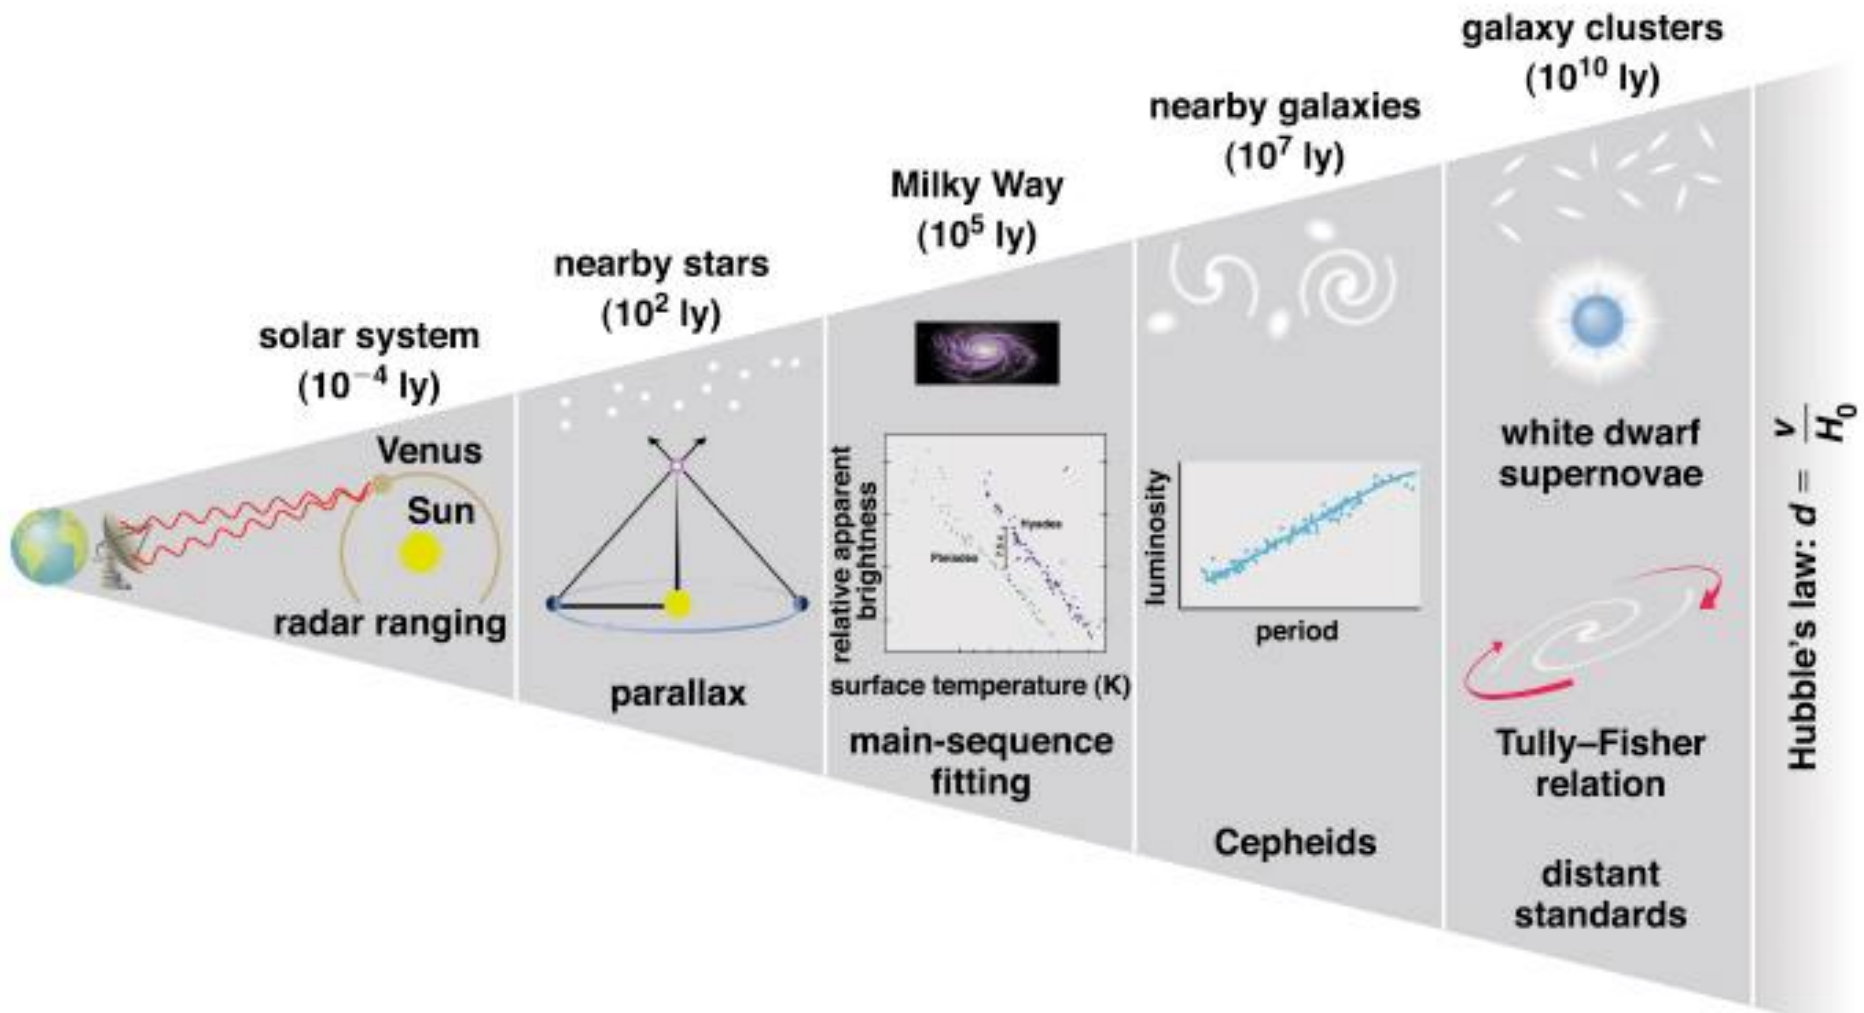 galaxy clusters
(10¹⁰ ly)
nearby galaxies
(10⁷ ly)
Milky Way
(10⁵ ly)
nearby stars
(10² ly)
solar system
(10⁻⁴ ly)
Venus
Sun
radar ranging
parallax
relative apparent
brightness
Hyades
Pleiades
surface temperature (K)
main-sequence
fitting
luminosity
period
Cepheids
white dwarf
supernovae
Tully–Fisher
relation
distant
standards
Hubble's law: d = v/H₀